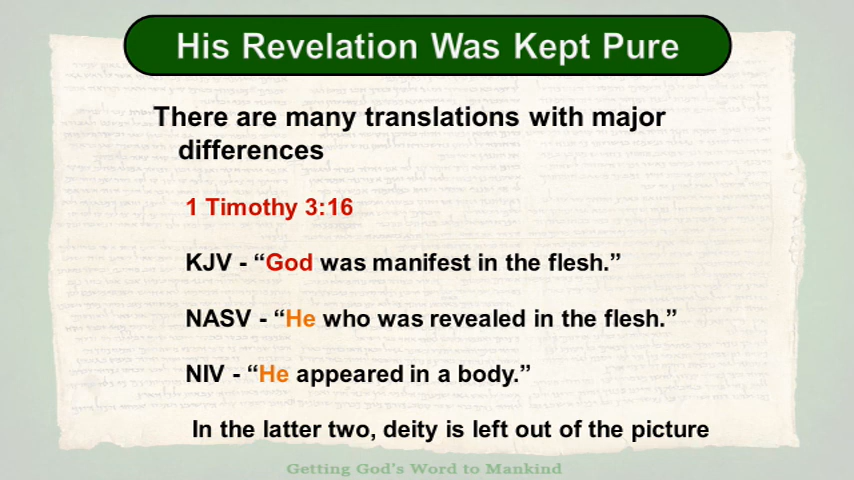 His Revelation Was Kept Pure
There are many translations with major
differences
1 Timothy 3:16
KJV - “God was manifest in the flesh.”
NASV - “He who was revealed in the flesh.”
NIV - “He appeared in a body.”
In the latter two, deity is left out of the picture
Getting God's Word to Mankind